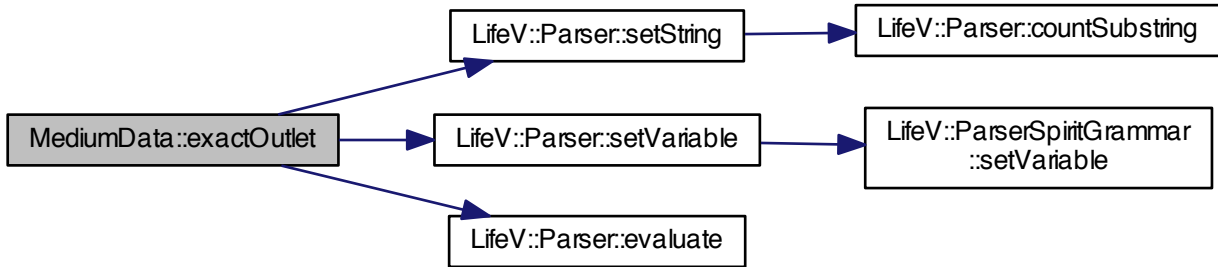 MediumData::exactOutlet
LifeV::Parser::setString
LifeV::Parser::countSubstring
LifeV::Parser::setVariable
LifeV::ParserSpiritGrammar
::setVariable
LifeV::Parser::evaluate